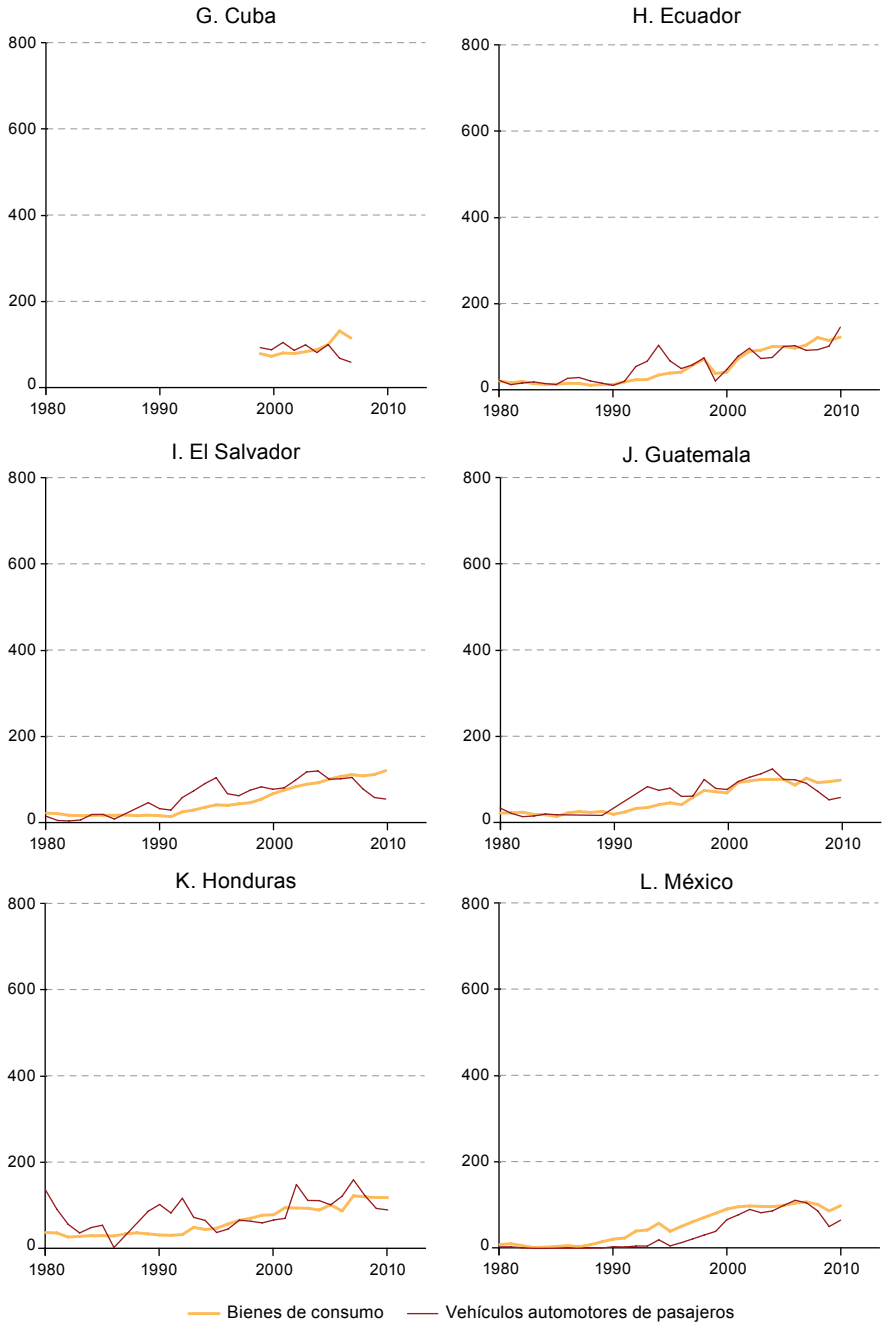 G. Cuba
800
600
400
200
0
1980 1990 2000 2010
H. Ecuador
800
600
400
200
0
1980 1990 2000 2010
I. El Salvador
800
600
400
200
0
1980 1990 2000 2010
J. Guatemala
800
600
400
200
0
1980 1990 2000 2010
K. Honduras
800
600
400
200
0
1980 1990 2000 2010
L. México
800
600
400
200
0
1980 1990 2000 2010
Bienes de consumo Vehículos automotores de pasajeros